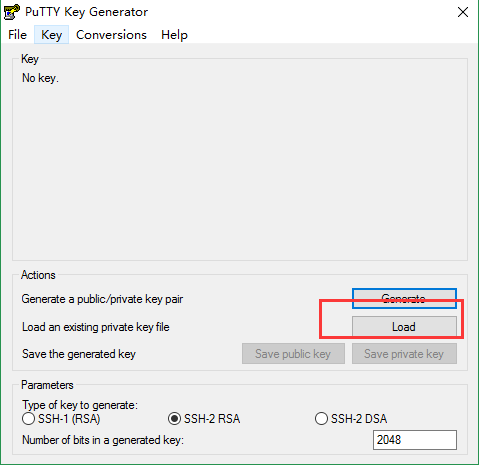 PuTTY Key Generator
File Key Conversions Help
Key
No key.
Actions
Generate a public/private key pair Generate
Load an existing private key file Load
Save the generated key Save public key Save private key
Parameters
Type of key to generate:
SSH-1 (RSA) SSH-2 RSA SSH-2 DSA
Number of bits in a generated key: 2048